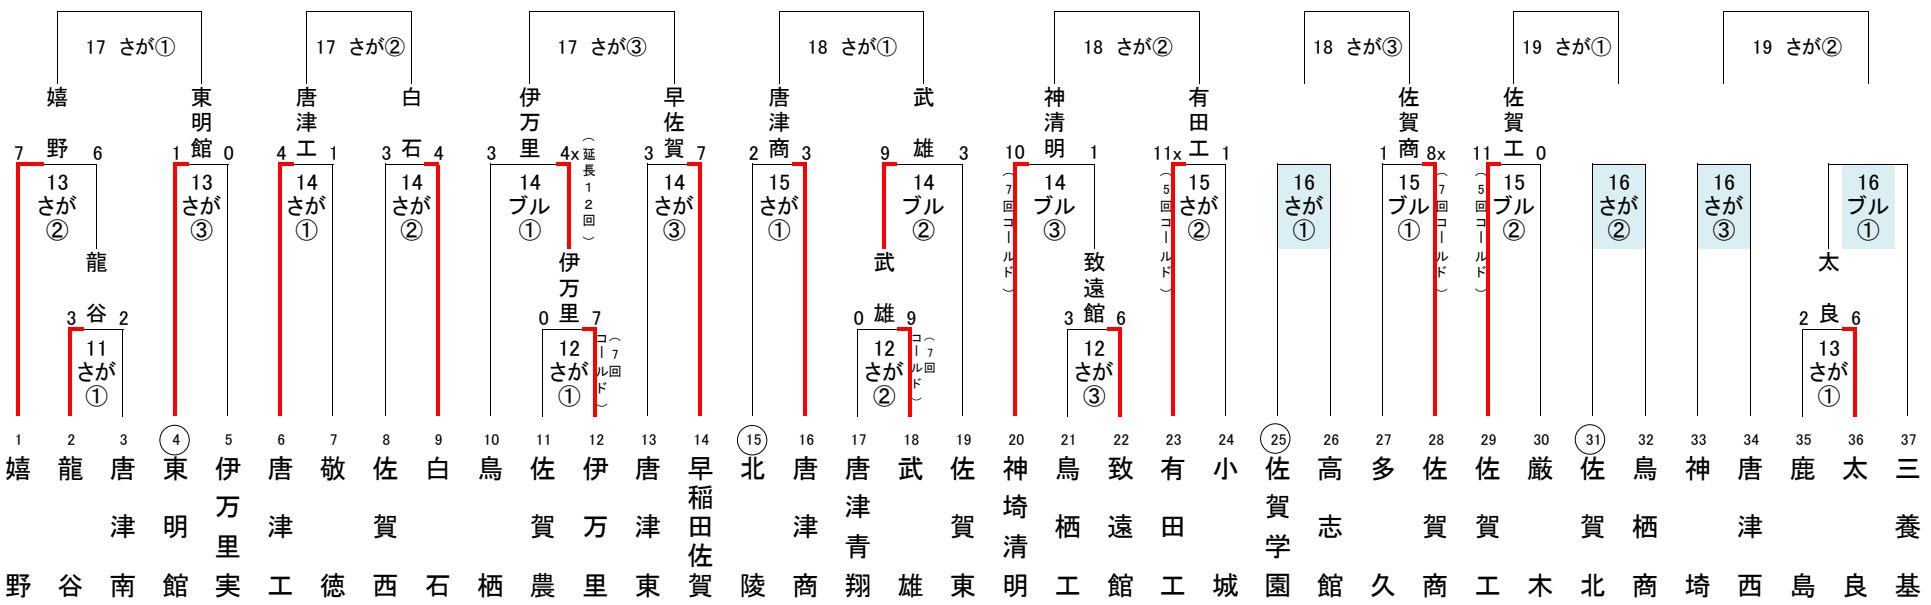 17 さが①
17 さが②
17 さが③
18 さが①
18 さが②
18 さが③
19 さが①
19 さが②
嬉野
東明館
唐津工
白石
伊万里
早佐賀
唐津商
武雄
神清明
有田工
佐賀商
佐賀工
7 6
1 0
4 1
3 4
3 4x
（延長12回）
3 7
2 3
9 3
10 1
（7回コールド）
11x 1
（5回コールド）
1 8x
（7回コールド）
11 0
（5回コールド）
13 さが ②
13 さが ③
14 さが ①
14 さが ②
14 ブル ①
14 さが ③
15 さが ①
14 ブル ②
14 ブル ③
15 さが ②
16 さが ①
15 ブル ①
15 ブル ②
16 さが ②
16 さが ③
16 ブル ①
龍谷
伊万里
武雄
致遠館
太良
3 2
0 7
（7回コールド）
0 9
（7回コールド）
3 6
2 6
11 さが ①
12 さが ①
12 さが ②
12 さが ③
13 さが ①
1 嬉野
2 龍谷
3 唐津南
4 東明館
5 伊万里実
6 唐津工
7 敬徳
8 佐賀西
9 白石
10 鳥栖
11 佐賀農
12 伊万里
13 唐津東
14 早稲田佐賀
15 北陵
16 唐津商
17 唐津青翔
18 武雄
19 佐賀東
20 神埼清明
21 鳥栖工
22 致遠館
23 有田工
24 小城
25 佐賀学園
26 高志館
27 多久
28 佐賀商
29 佐賀工
30 厳木
31 佐賀北
32 鳥栖商
33 神埼
34 唐津西
35 鹿島
36 太良
37 三養基